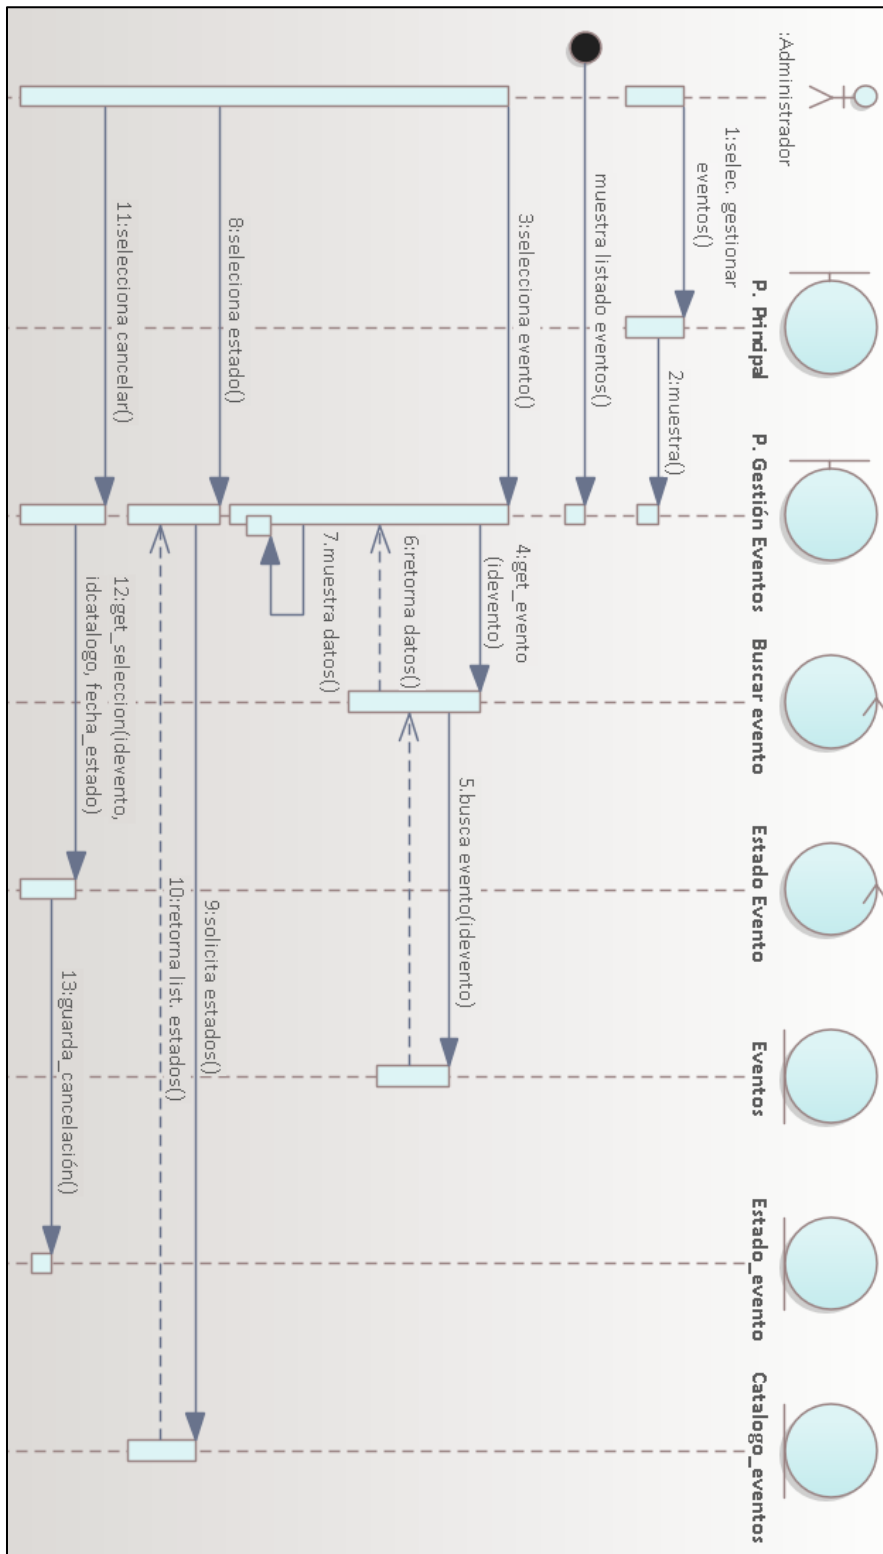 :Administrador
P. Principal
P. Gestión Eventos
Buscar evento
Estado Evento
Eventos
Estado_evento
Catalogo_eventos
1:selec. gestionar
eventos()
2:muestra()
muestra listado eventos()
3:selecciona evento()
4:get_evento
(idevento)
5.busca evento(idevento)
6:retorna datos()
7.muestra datos()
8:seleciona estado()
9:solicita estados()
10:retorna list. estados()
11:selecciona cancelar()
12:get_seleccion(idevento,
idcatalogo, fecha_estado)
13:guarda_cancelación()